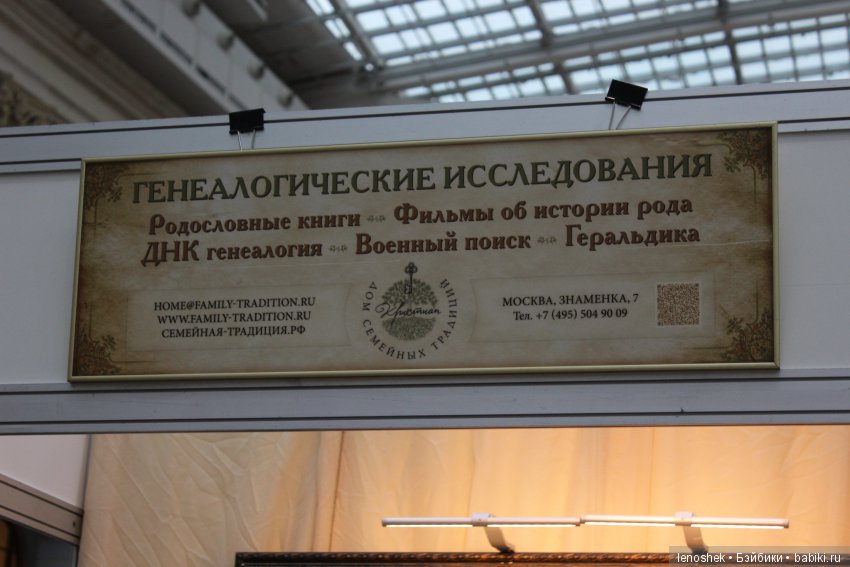 ГЕНЕАЛОГИЧЕСКИЕ ИССЛЕДОВАНИЯ
Родословные книги Фильмы об истории рода
ДНК генеалогия Военный поиск Геральдика
HOME@FAMILY-TRADITION.RU
WWW.FAMILY-TRADITION.RU
СЕМЕЙНАЯ-ТРАДИЦИЯ.РФ
Христиан
ДОМ СЕМЕЙНЫХ ТРАДИЦИЙ
МОСКВА, ЗНАМЕНКА, 7
Тел. +7 (495) 504 90 09
lenoshek • Бэйбики • babiki.ru